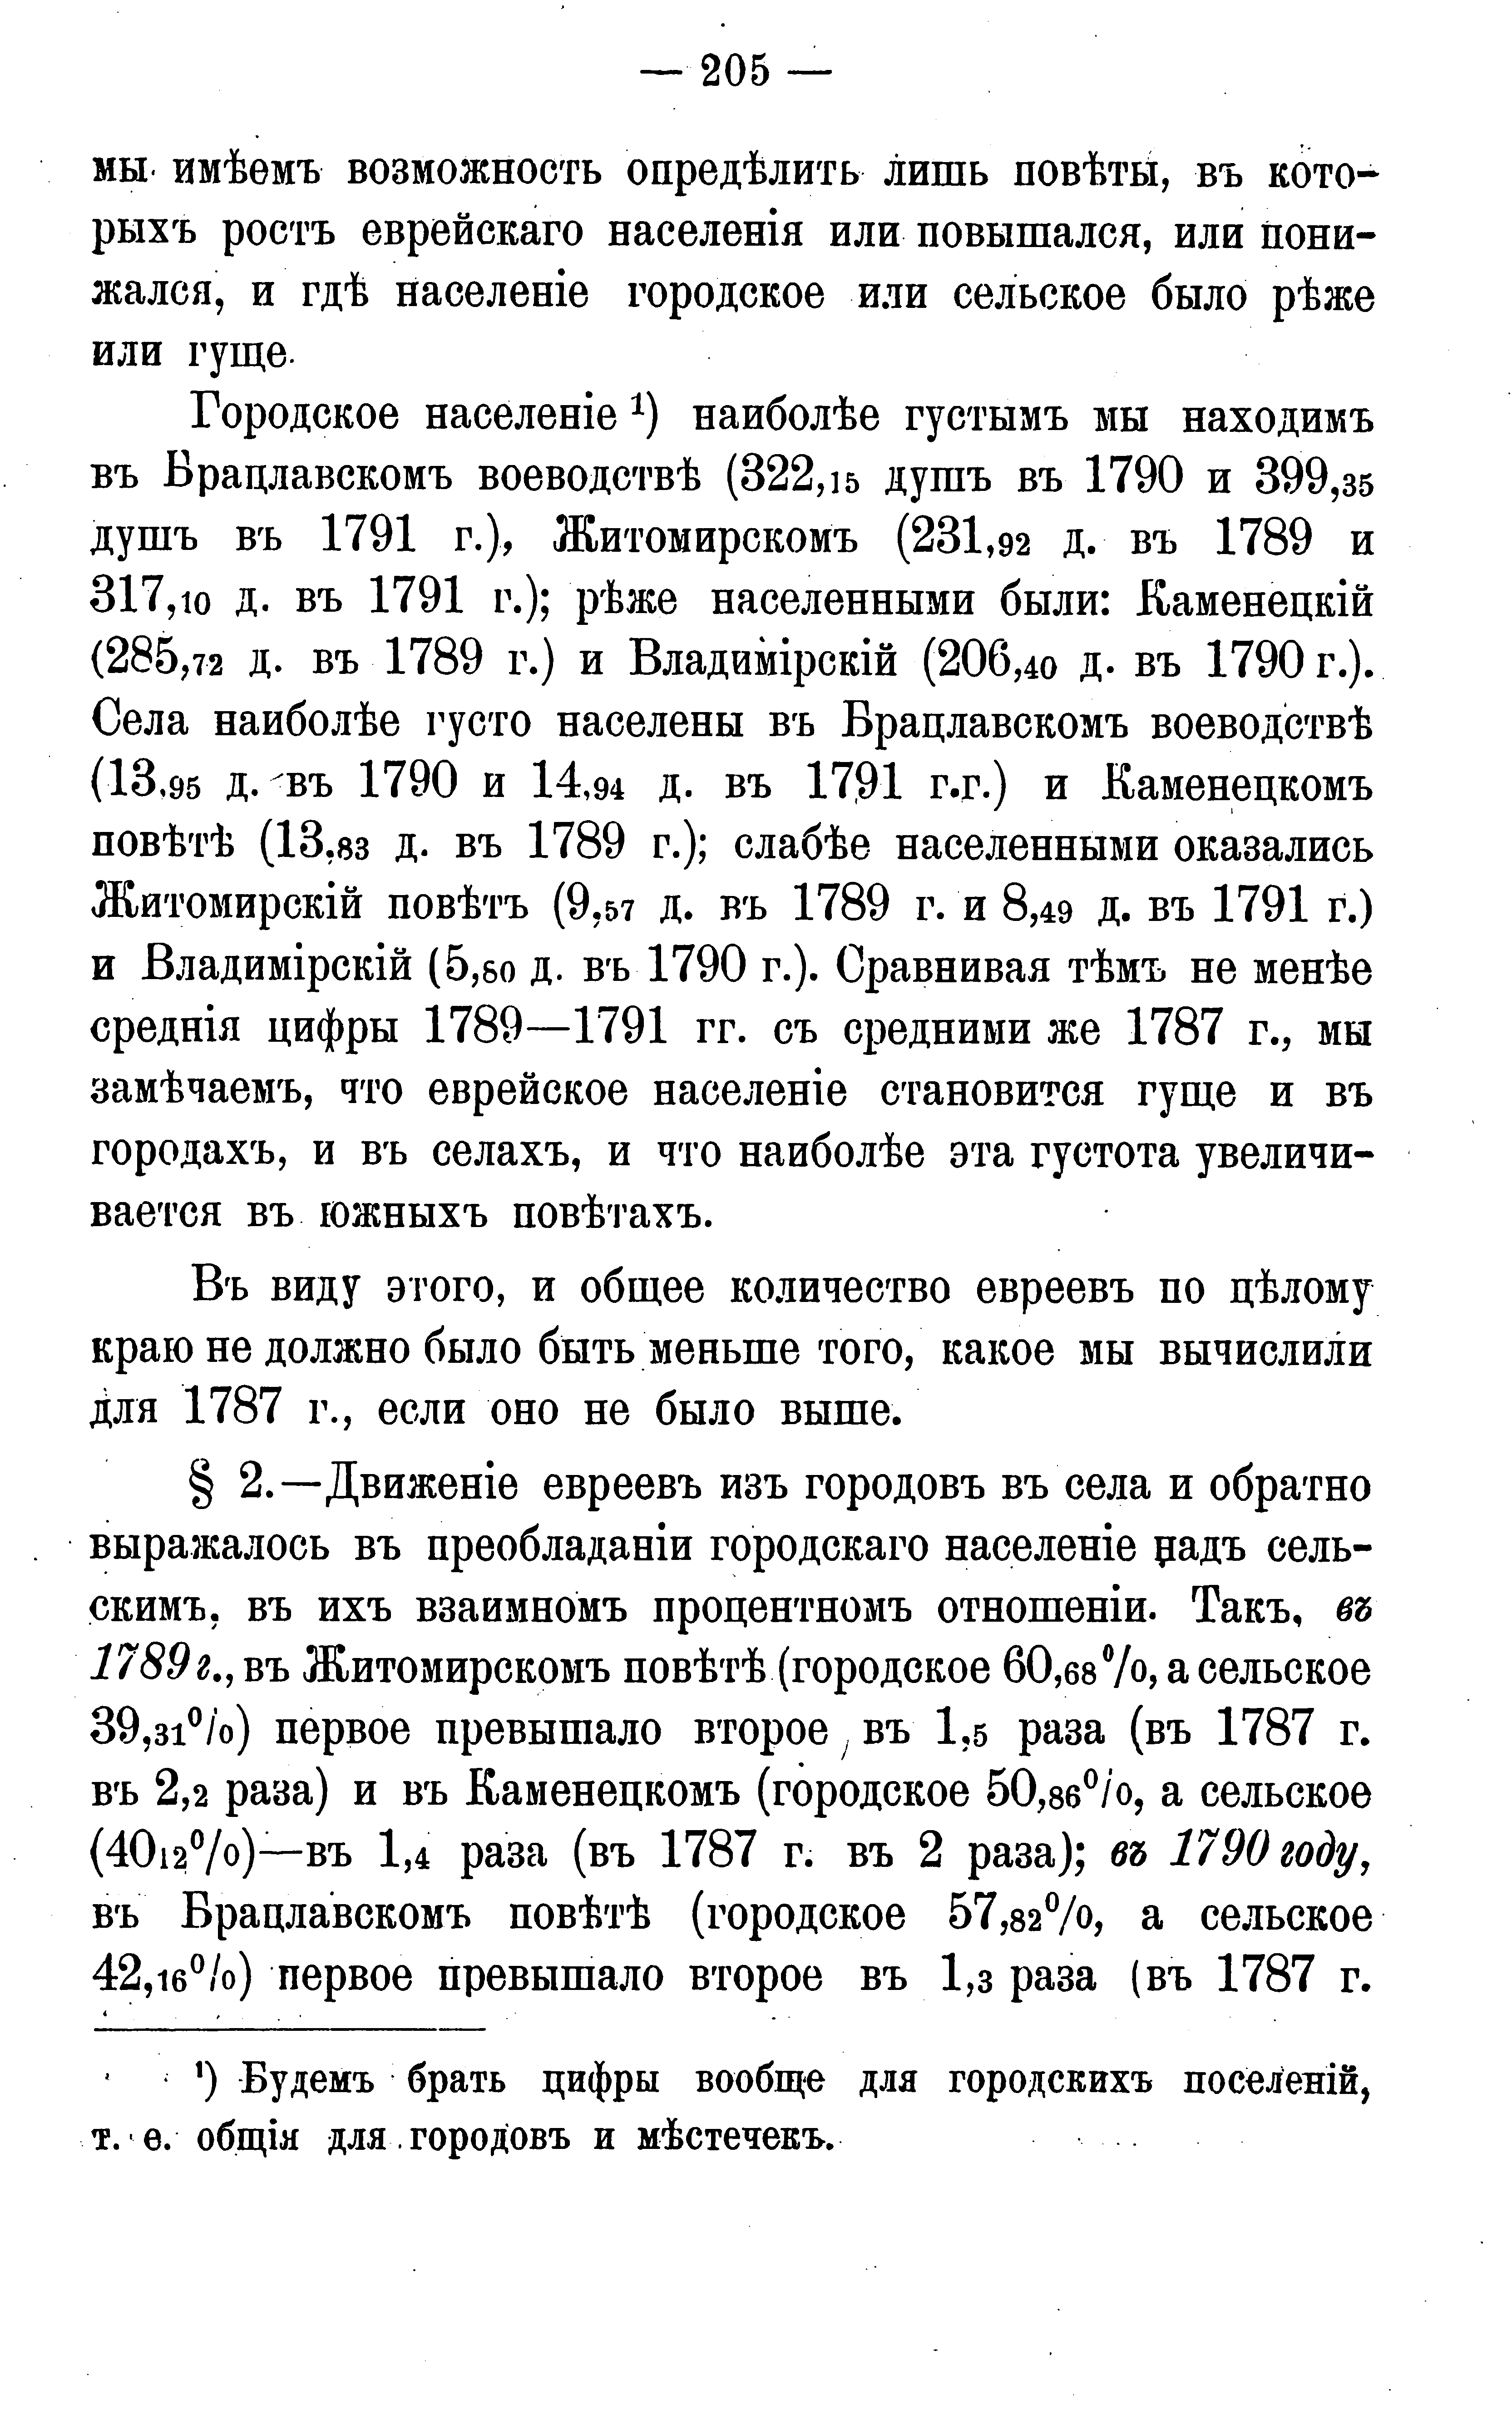 — 205 —
мы имѣемъ возможность опредѣлить лишь повѣты, въ кото-
рыхъ ростъ еврейскаго населенія или повышался, или пони-
жался, и гдѣ населеніе городское или сельское было рѣже
или гуще.
Городское населеніе ¹) наиболѣе густымъ мы находимъ
въ Брацлавскомъ воеводствѣ (322,15 душъ въ 1790 и 399,35
душъ въ 1791 г.), Житомирскомъ (231,92 д. въ 1789 и
317,10 д. въ 1791 г.); рѣже населенными были: Каменецкій
(285,72 д. въ 1789 г.) и Владимірскій (206,40 д. въ 1790 г.).
Села наиболѣе густо населены въ Брацлавскомъ воеводствѣ
(13,95 д. въ 1790 и 14,94 д. въ 1791 г.г.) и Каменецкомъ
повѣтѣ (13,83 д. въ 1789 г.); слабѣе населенными оказались
Житомирскій повѣтъ (9,57 д. въ 1789 г. и 8,49 д. въ 1791 г.)
и Владимірскій (5,60 д. въ 1790 г.). Сравнивая тѣмъ не менѣе
среднія цифры 1789—1791 гг. съ средними же 1787 г., мы
замѣчаемъ, что еврейское населеніе становится гуще и въ
городахъ, и въ селахъ, и что наиболѣе эта густота увеличи-
вается въ южныхъ повѣтахъ.
Въ виду этого, и общее количество евреевъ по цѣлому
краю не должно было быть меньше того, какое мы вычислили
для 1787 г., если оно не было выше.
§ 2.—Движеніе евреевъ изъ городовъ въ села и обратно
выражалось въ преобладаніи городскаго населеніе надъ сель-
скимъ, въ ихъ взаимномъ процентномъ отношеніи. Такъ, въ
1789 г., въ Житомирскомъ повѣтѣ (городское 60,68%, а сельское
39,31%) первое превышало второе въ 1,5 раза (въ 1787 г.
въ 2,2 раза) и въ Каменецкомъ (городское 50,86%, а сельское
(4012%)—въ 1,4 раза (въ 1787 г. въ 2 раза); въ 1790 году,
въ Брацлавскомъ повѣтѣ (городское 57,82%, а сельское
42,16%) первое превышало второе въ 1,3 раза (въ 1787 г.
¹) Будемъ брать цифры вообще для городскихъ поселеній,
т. е. общія для городовъ и мѣстечекъ.